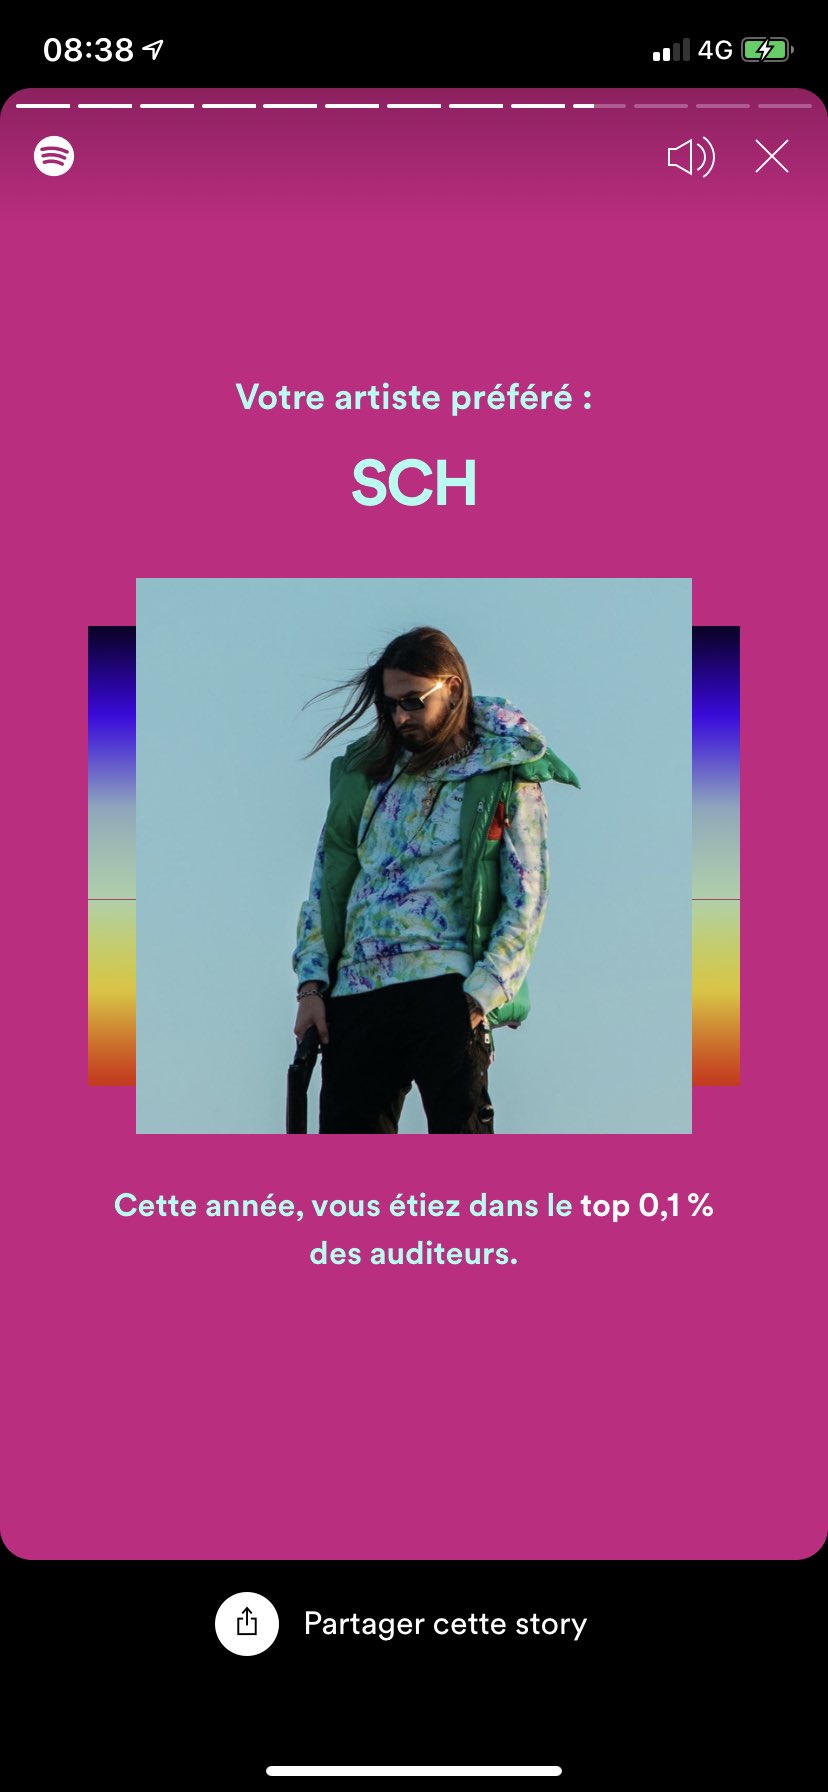 08:38
4G
Votre artiste préféré :
SCH
Cette année, vous étiez dans le top 0,1 %
des auditeurs.
Partager cette story